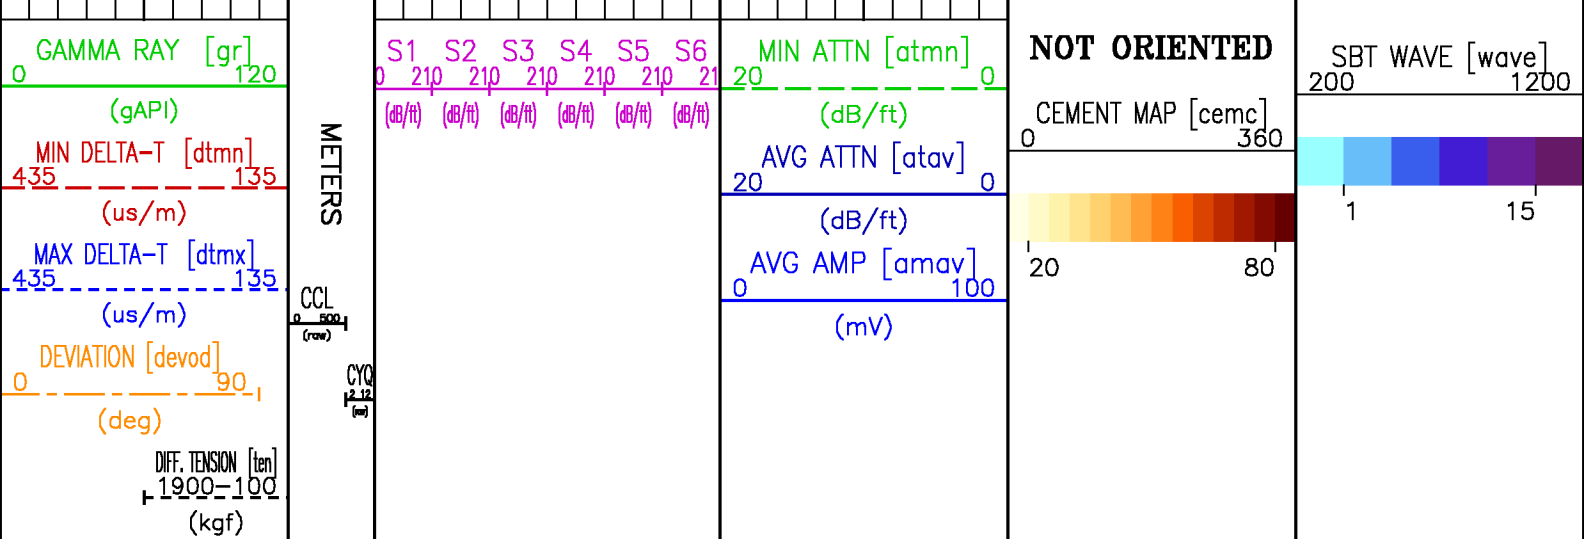 GAMMA RAY [gr]
0 120
(gAPI)
MIN DELTA-T [dtmn]
435 135
(us/m)
MAX DELTA-T [dtmx]
435 135
(us/m)
DEVIATION [devod]
0 90
(deg)
DIFF. TENSION [ten]
1900-100
(kgf)
METERS
CCL
0 500
(raw)
CYQ
2 12
S1 S2 S3 S4 S5 S6
0 210 210 210 210 210 21
(dB/ft) (dB/ft) (dB/ft) (dB/ft) (dB/ft) (dB/ft)
MIN ATTN [atmn]
20 0
(dB/ft)
AVG ATTN [atav]
20 0
(dB/ft)
AVG AMP [amav]
0 100
(mV)
NOT ORIENTED
CEMENT MAP [cemc]
0 360
20 80
SBT WAVE [wave]
200 1200
1 15